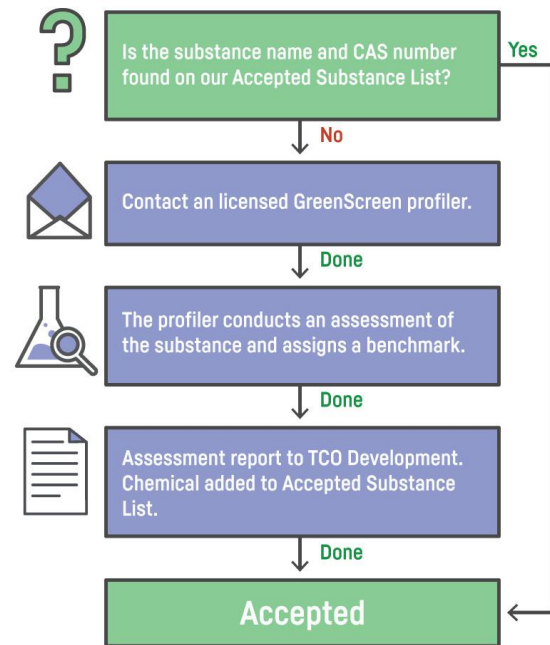 Is the substance name and CAS number
found on our Accepted Substance List?
Yes
No
Contact an licensed GreenScreen profiler.
Done
The profiler conducts an assessment of
the substance and assigns a benchmark.
Done
Assessment report to TCO Development.
Chemical added to Accepted Substance
List.
Done
Accepted